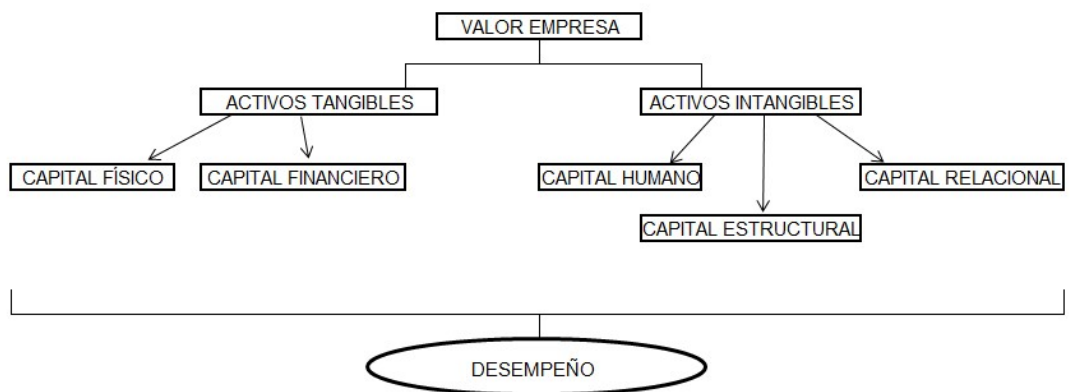 VALOR EMPRESA
ACTIVOS TANGIBLES
ACTIVOS INTANGIBLES
CAPITAL FÍSICO
CAPITAL FINANCIERO
CAPITAL HUMANO
CAPITAL RELACIONAL
CAPITAL ESTRUCTURAL
DESEMPEÑO